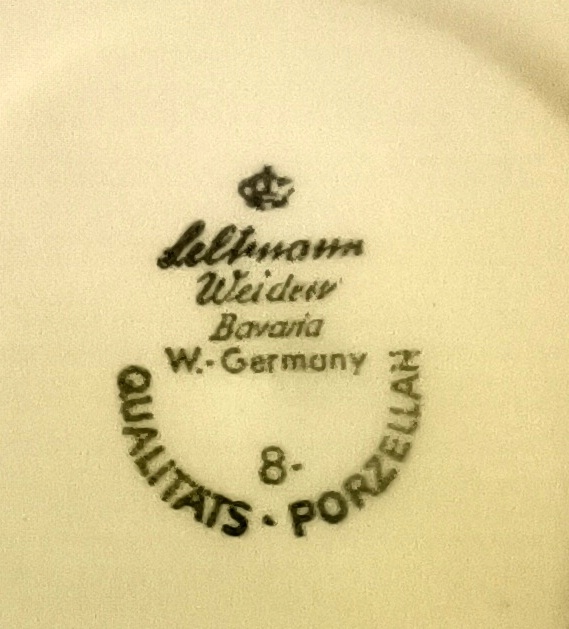 Seltmann
Weiden
Bavaria
W.-Germany
8-
QUALITÄTS · PORZELLAN